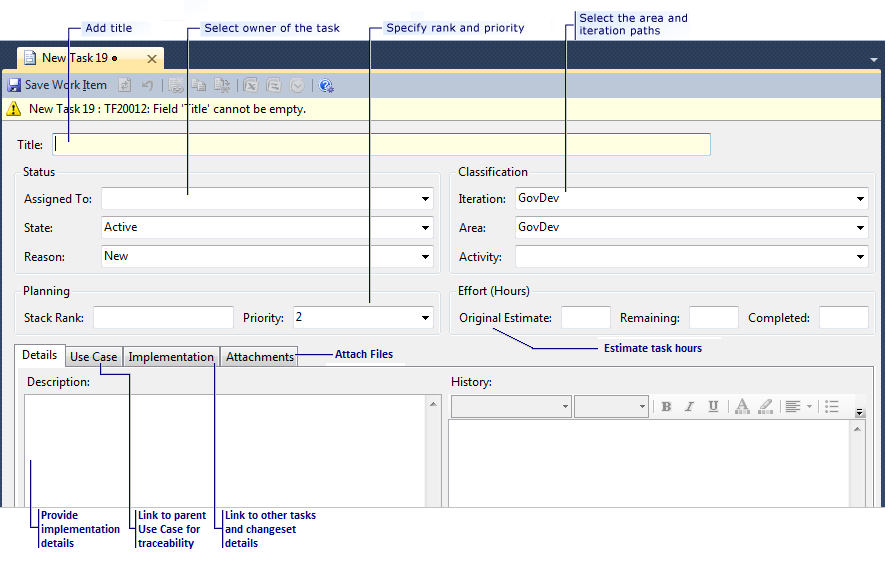 Add title
Select owner of the task
Specify rank and priority
Select the area and
iteration paths
New Task 19 •
Save Work Item
New Task 19 : TF20012: Field 'Title' cannot be empty.
Title:
Status
Classification
Assigned To:
Iteration: GovDev
State: Active
Area: GovDev
Reason: New
Activity:
Planning
Effort (Hours)
Stack Rank:
Priority: 2
Original Estimate:
Remaining:
Completed:
Estimate task hours
Details
Use Case
Implementation
Attachments
Attach Files
Description:
History:
B I U A
Provide
implementation
details
Link to parent
Use Case for
traceability
Link to other tasks
and changeset
details